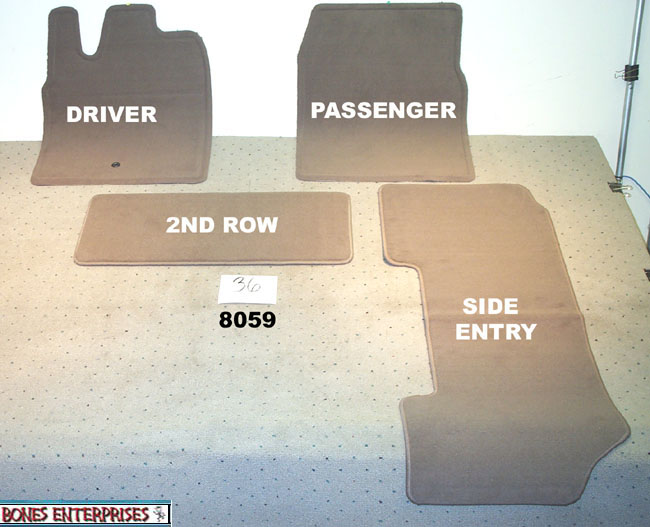 DRIVER
PASSENGER
2ND ROW
36
8059
SIDE
ENTRY
BONES ENTERPRISES